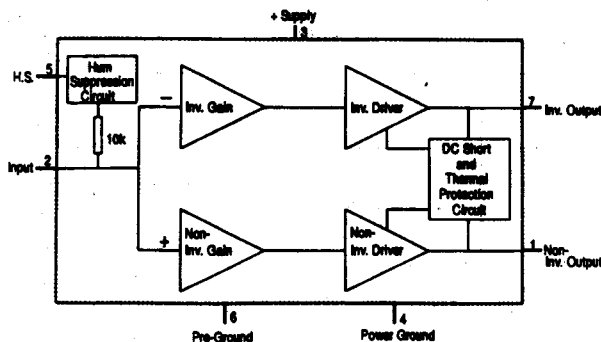 + Supply
3
H.S.
5
Hum
Suppression
Circuit
10k
Input
2
−
Inv. Gain
Inv. Driver
7
Inv. Output
DC Short
and
Thermal
Protection
Circuit
+
Non-
Inv. Gain
Non-
Inv. Driver
1
Non-
Inv. Output
6
4
Pre-Ground
Power Ground